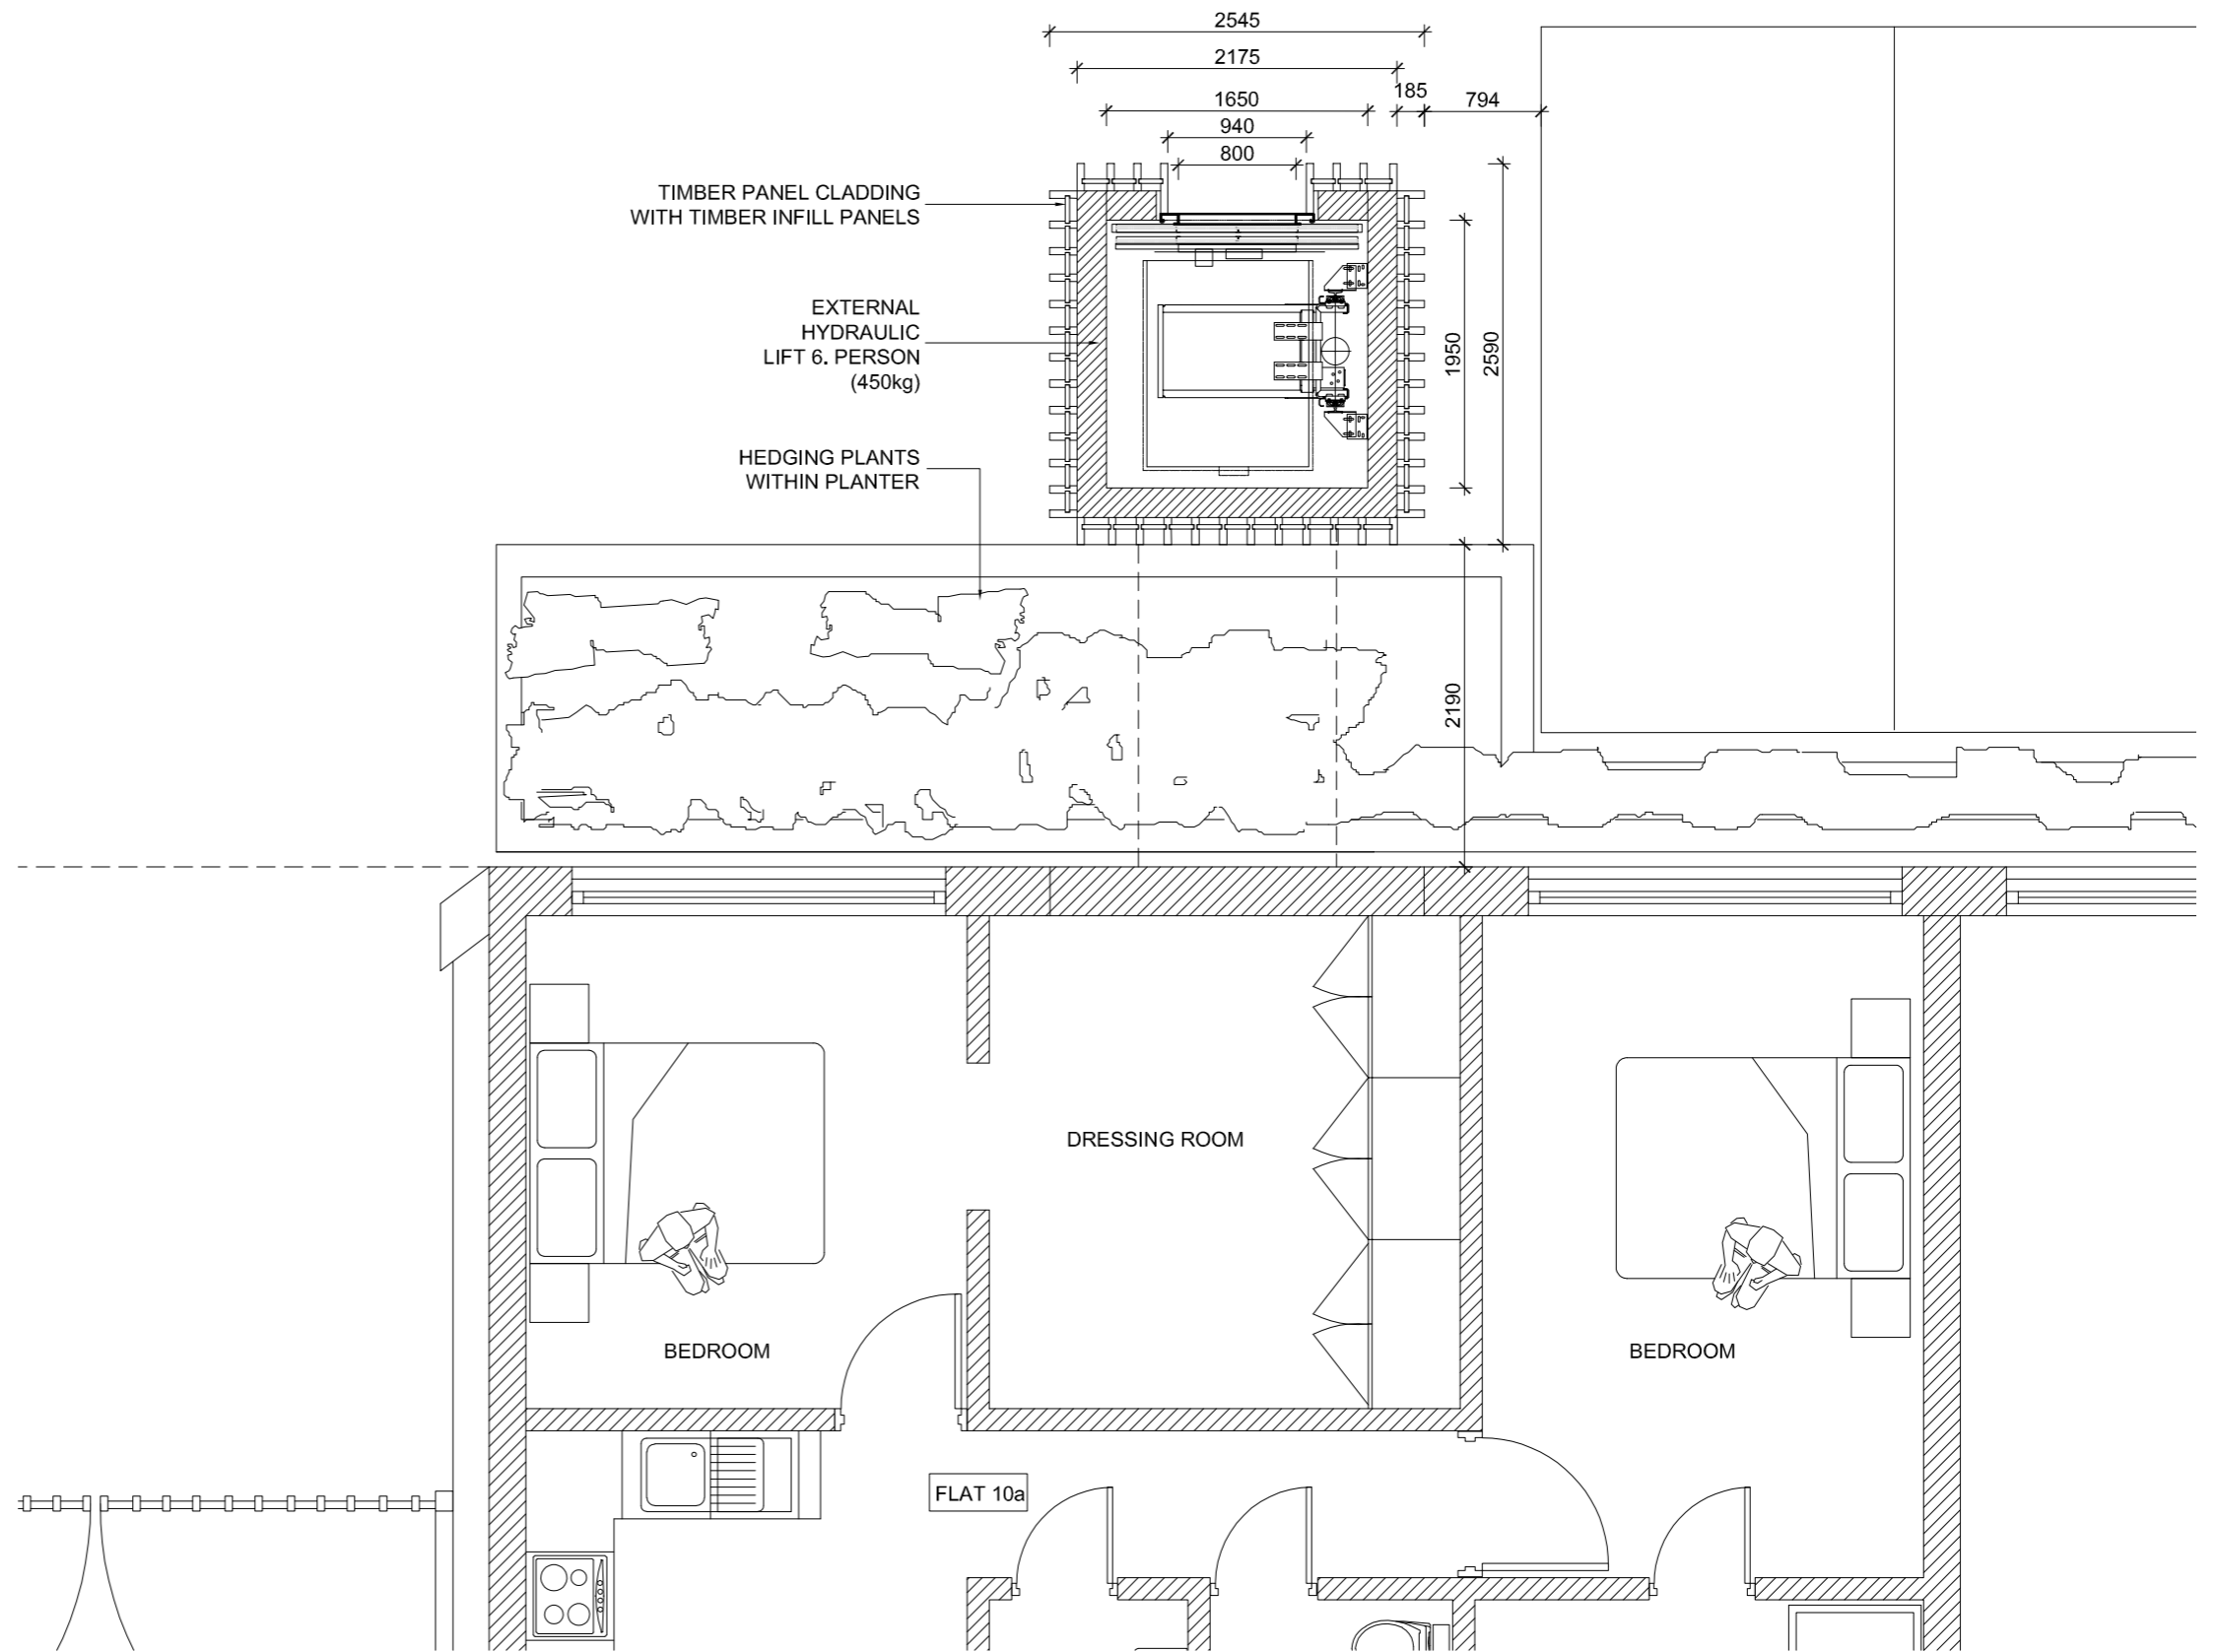 2545
2175
185
1650
794
940
800
TIMBER PANEL CLADDING
WITH TIMBER INFILL PANELS
EXTERNAL
HYDRAULIC
LIFT 6. PERSON
(450kg)
1950
2590
HEDGING PLANTS
WITHIN PLANTER
2190
DRESSING ROOM
BEDROOM
BEDROOM
FLAT 10a